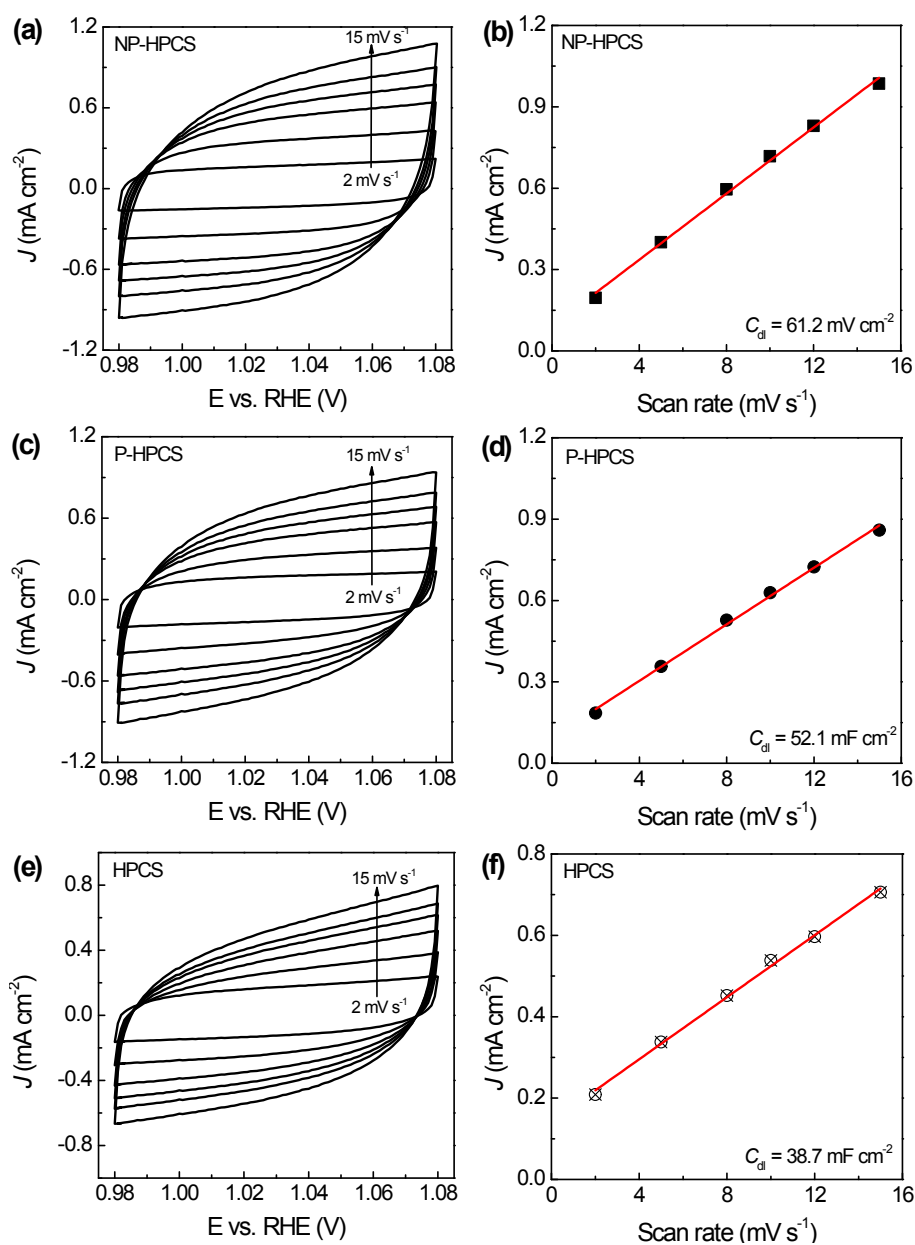 (a)
NP-HPCS
15 mV s⁻¹
2 mV s⁻¹
J (mA cm⁻²)
1.2
0.6
0.0
-0.6
-1.2
0.98 1.00 1.02 1.04 1.06 1.08
E vs. RHE (V)
(b)
NP-HPCS
J (mA cm⁻²)
1.2
0.9
0.6
0.3
0.0
C_dl = 61.2 mV cm⁻²
0 4 8 12 16
Scan rate (mV s⁻¹)
(c)
P-HPCS
15 mV s⁻¹
2 mV s⁻¹
J (mA cm⁻²)
1.2
0.6
0.0
-0.6
-1.2
0.98 1.00 1.02 1.04 1.06 1.08
E vs. RHE (V)
(d)
P-HPCS
J (mA cm⁻²)
1.2
0.9
0.6
0.3
0.0
C_dl = 52.1 mF cm⁻²
0 4 8 12 16
Scan rate (mV s⁻¹)
(e)
HPCS
15 mV s⁻¹
2 mV s⁻¹
J (mA cm⁻²)
0.8
0.4
0.0
-0.4
-0.8
0.98 1.00 1.02 1.04 1.06 1.08
E vs. RHE (V)
(f)
HPCS
J (mA cm⁻²)
0.8
0.6
0.4
0.2
0.0
C_dl = 38.7 mF cm⁻²
0 4 8 12 16
Scan rate (mV s⁻¹)